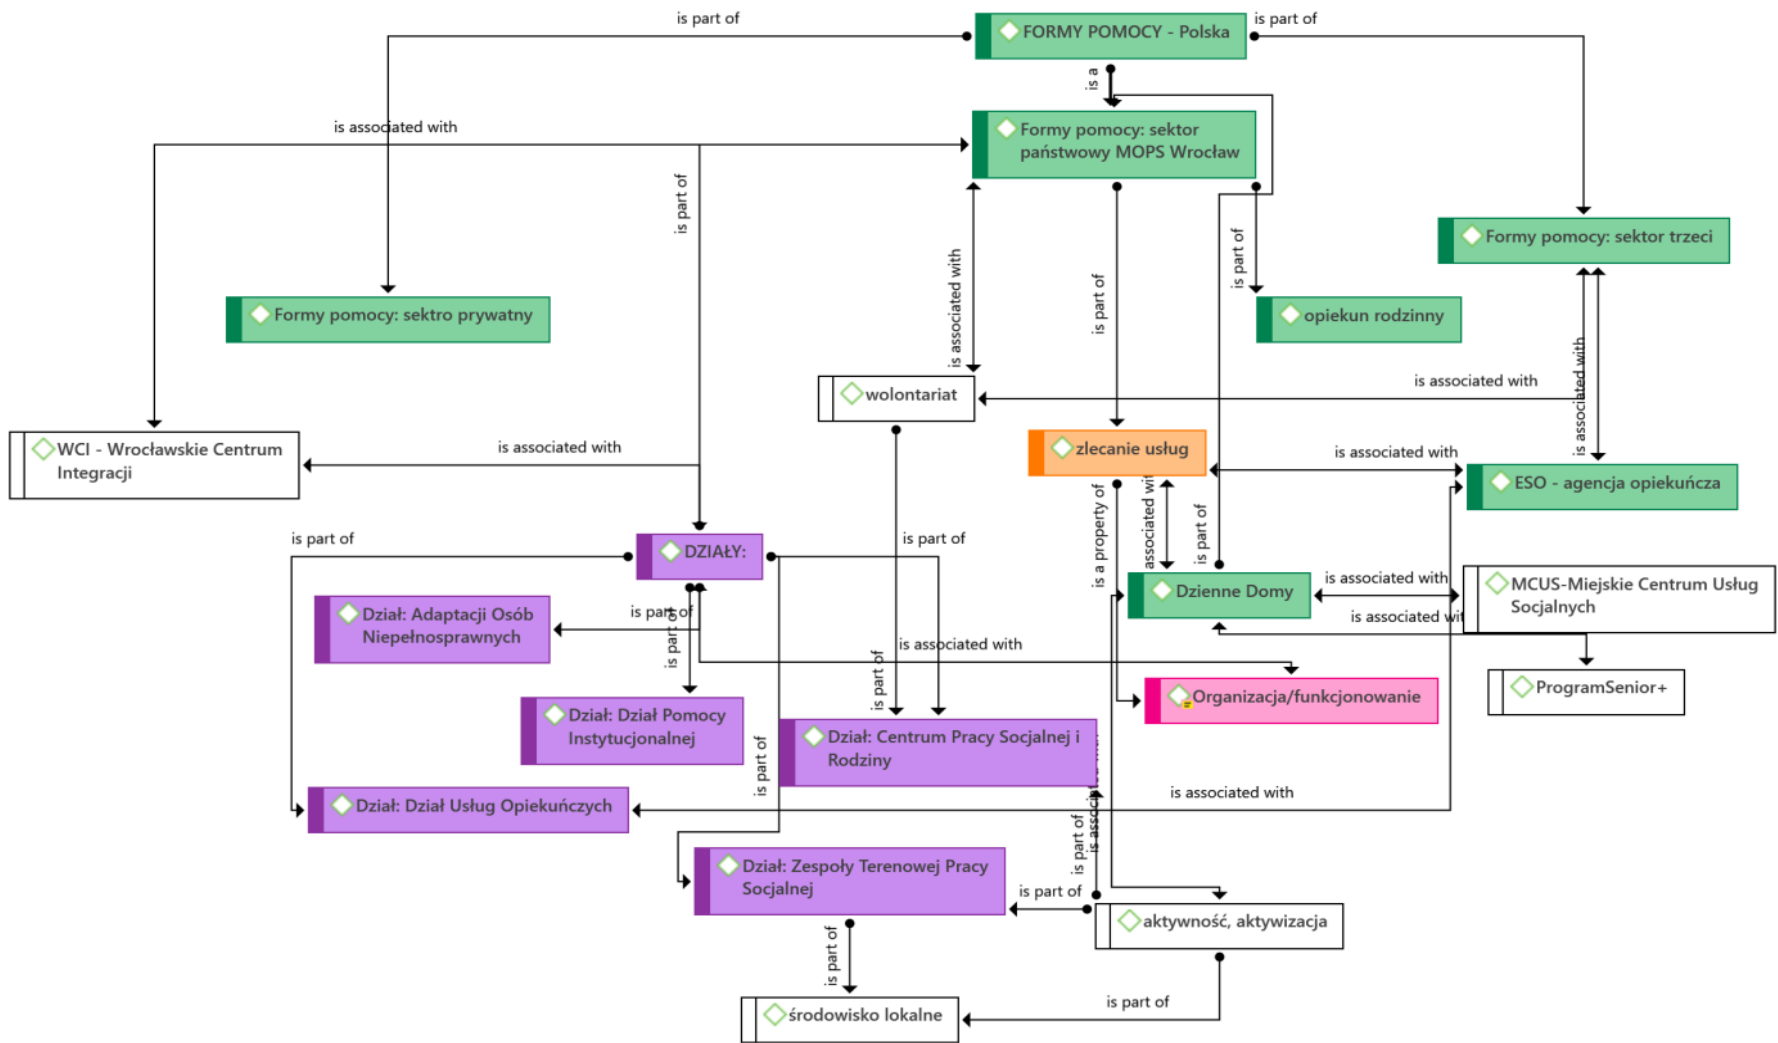 is part of
FORMY POMOCY - Polska
is part of
is a
is associated with
Formy pomocy: sektor
państwowy MOPS Wrocław
is part of
Formy pomocy: sektor trzeci
is associated with
is part of
is part of
Formy pomocy: sektro prywatny
opiekun rodzinny
is associated with
is associated with
wolontariat
WCI - Wrocławskie Centrum
Integracji
is associated with
zlecanie usług
is associated with
ESO - agencja opiekuńcza
is a property of
associated with
is part of
is part of
DZIAŁY:
is part of
Dzienne Domy
is associated with
MCUS-Miejskie Centrum Usług
Socjalnych
Dział: Adaptacji Osób
Niepełnosprawnych
is part of
is part of
is associated with
is associated wit
ProgramSenior+
is part of
Organizacja/funkcjonowanie
Dział: Dział Pomocy
Instytucjonalnej
Dział: Centrum Pracy Socjalnej i
Rodziny
is part of
Dział: Dział Usług Opiekuńczych
is associated with
is associated with
is part of
Dział: Zespoły Terenowej Pracy
Socjalnej
is part of
aktywność, aktywizacja
is part of
środowisko lokalne
is part of